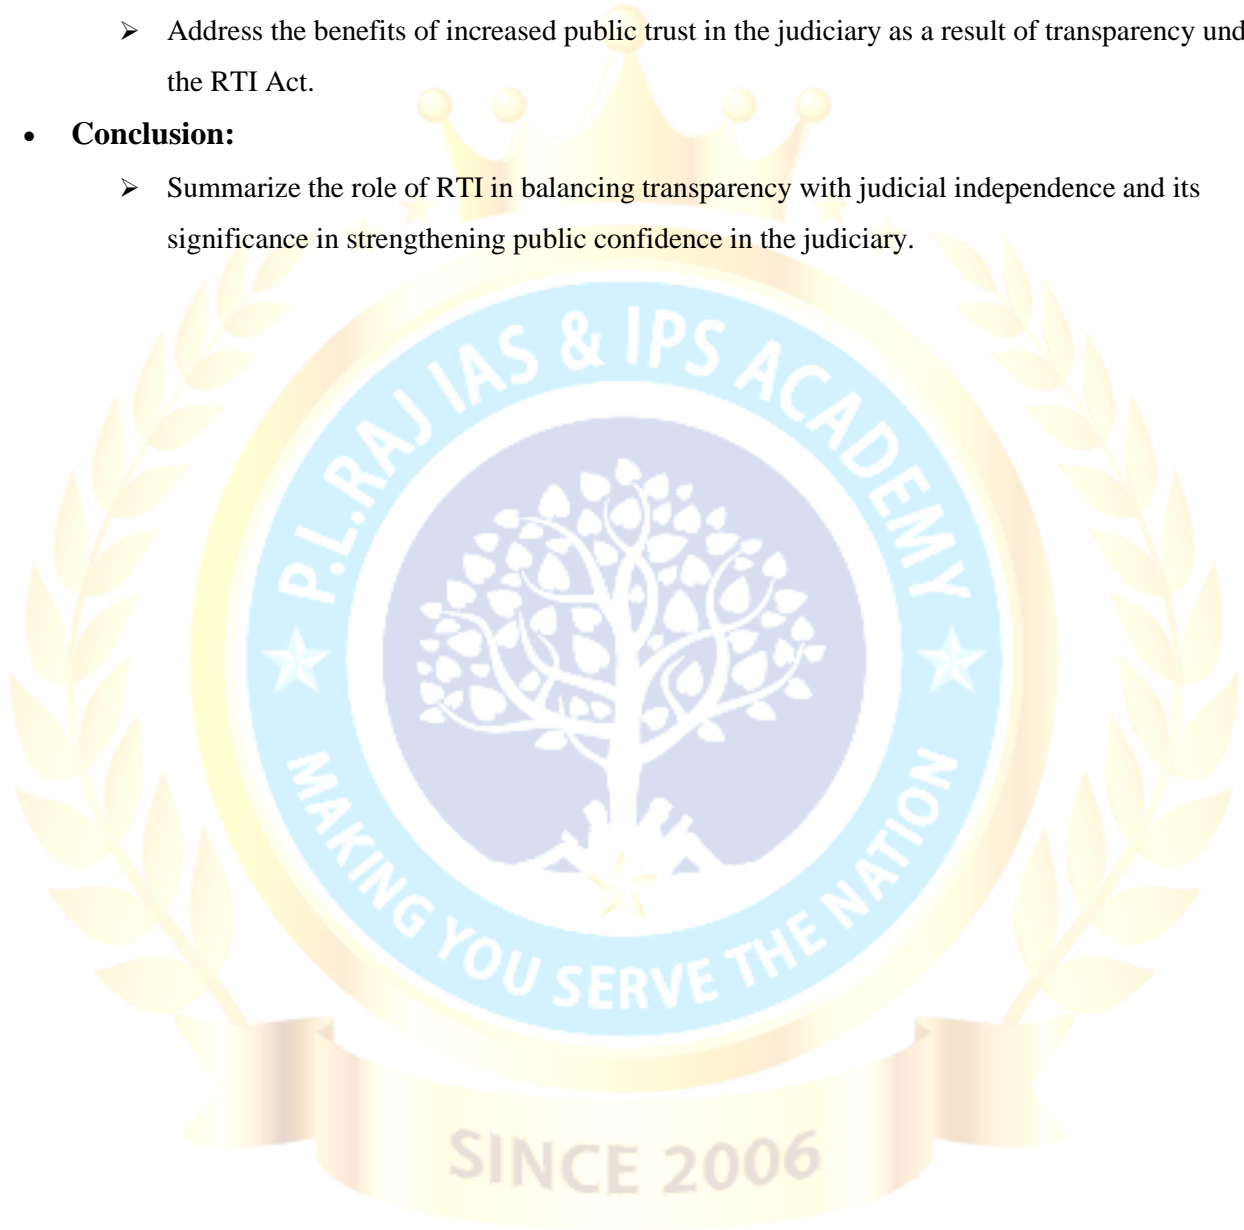 ➢ Address the benefits of increased public trust in the judiciary as a result of transparency und
the RTI Act.
• Conclusion:
➢ Summarize the role of RTI in balancing transparency with judicial independence and its
significance in strengthening public confidence in the judiciary.
P.L.RAJ IAS & IPS ACADEMY
MAKING YOU SERVE THE NATION
SINCE 2006